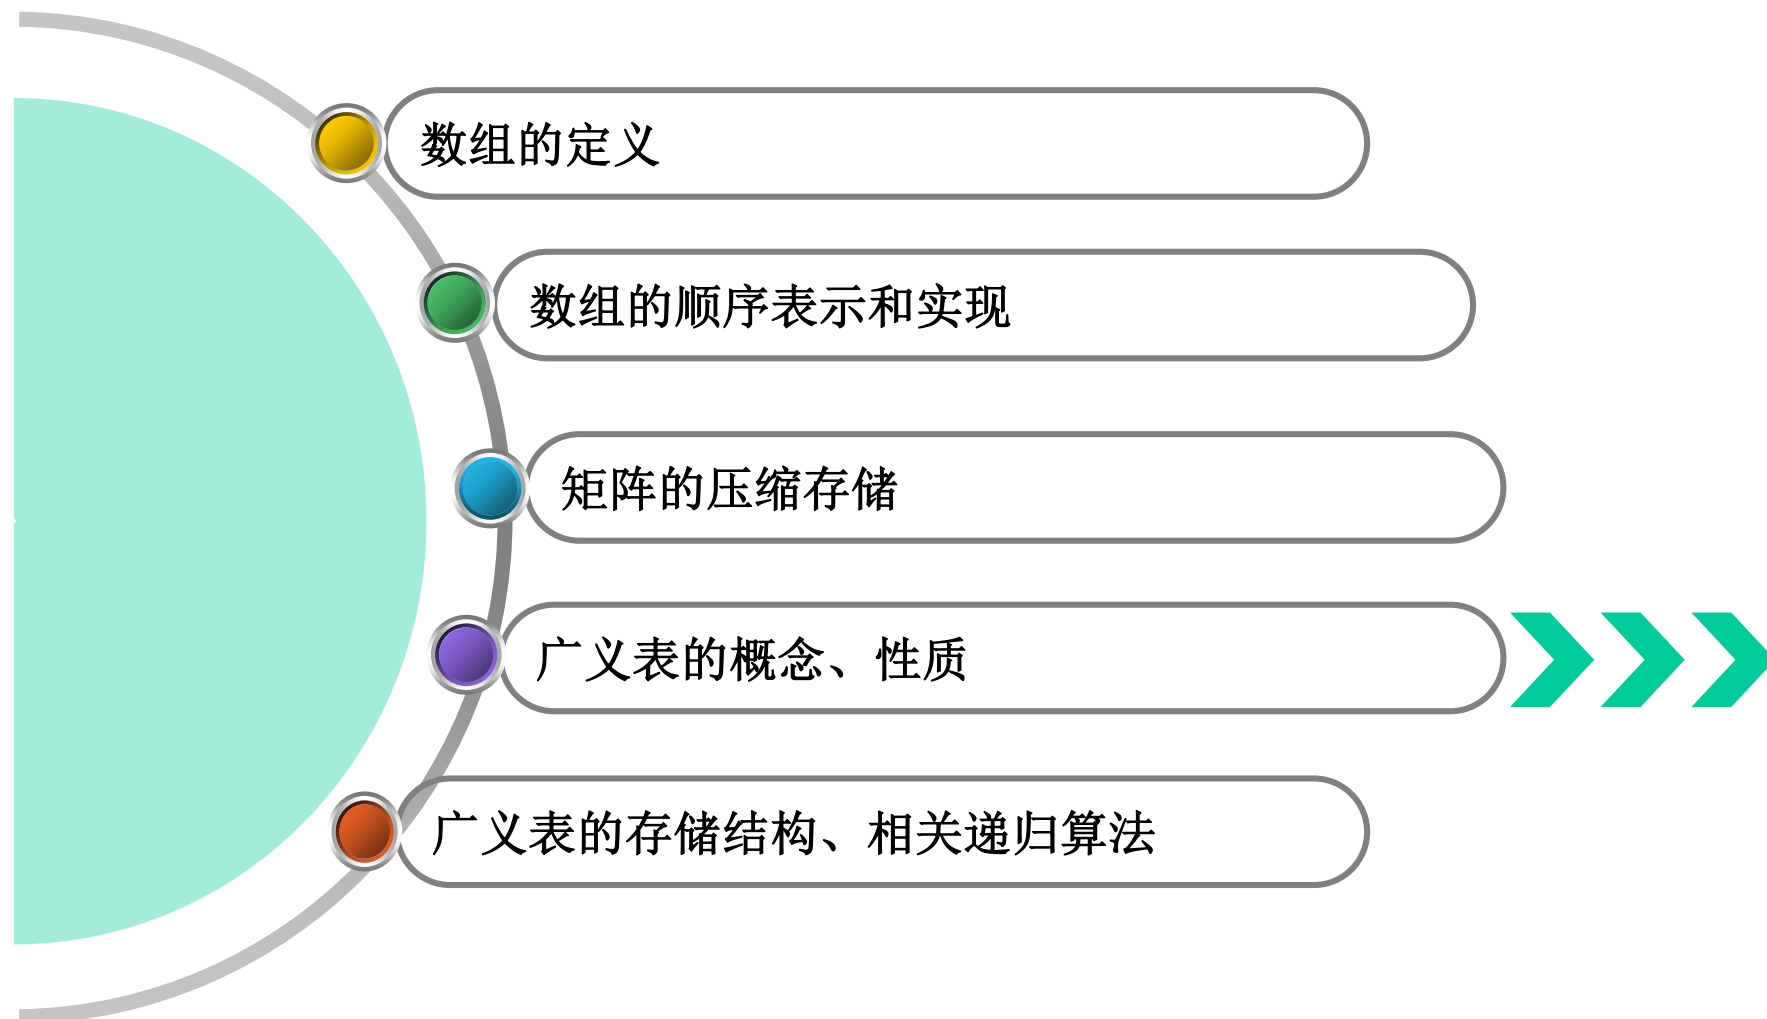 数组的定义
数组的顺序表示和实现
矩阵的压缩存储
广义表的概念、性质
广义表的存储结构、相关递归算法